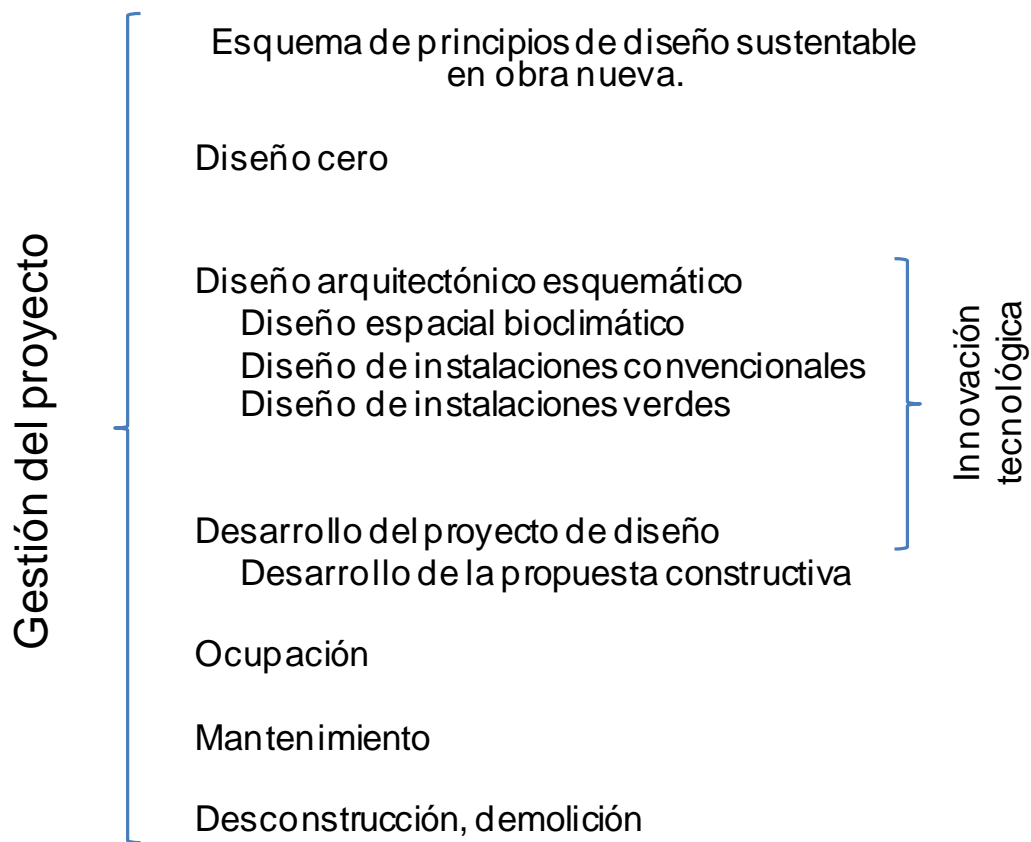 Gestión del proyecto
Esquema de principios de diseño sustentable
en obra nueva.
Diseño cero
Diseño arquitectónico esquemático
Diseño espacial bioclimático
Diseño de instalaciones convencionales
Diseño de instalaciones verdes
Desarrollo del proyecto de diseño
Desarrollo de la propuesta constructiva
Ocupación
Mantenimiento
Desconstrucción, demolición
Innovación
tecnológica